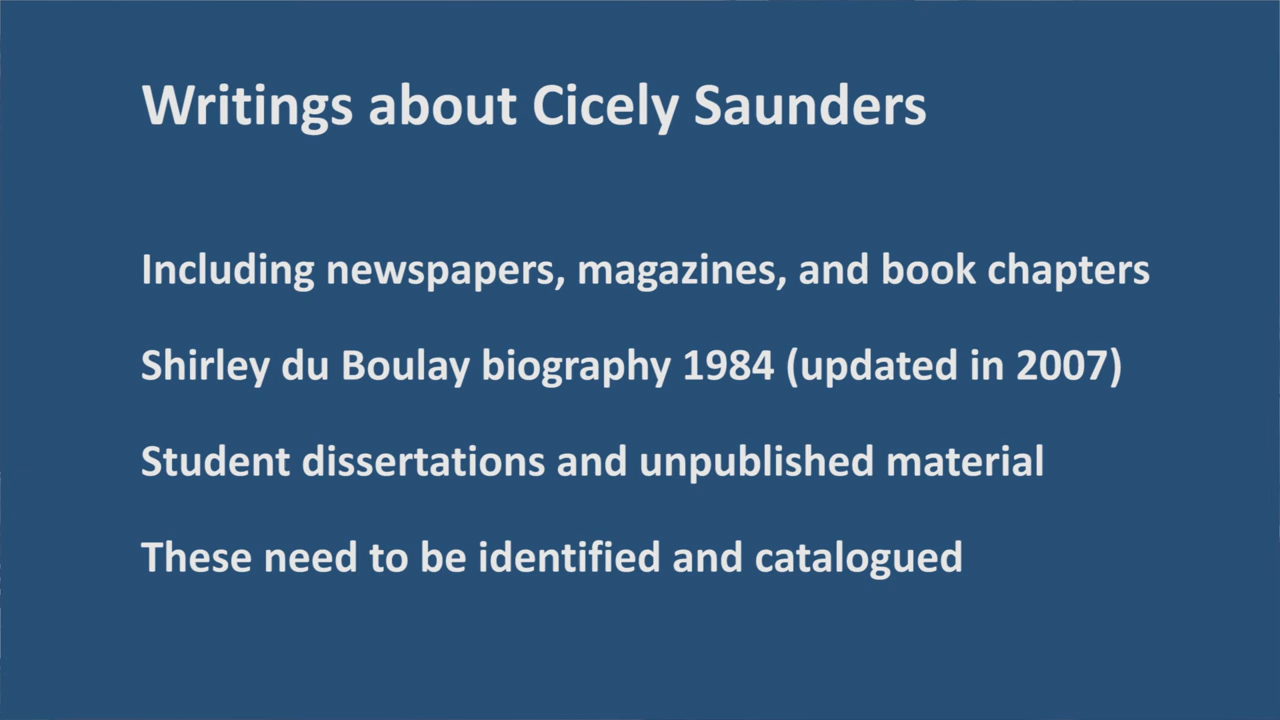 Writings about Cicely Saunders
Including newspapers, magazines, and book chapters
Shirley du Boulay biography 1984 (updated in 2007)
Student dissertations and unpublished material
These need to be identified and catalogued